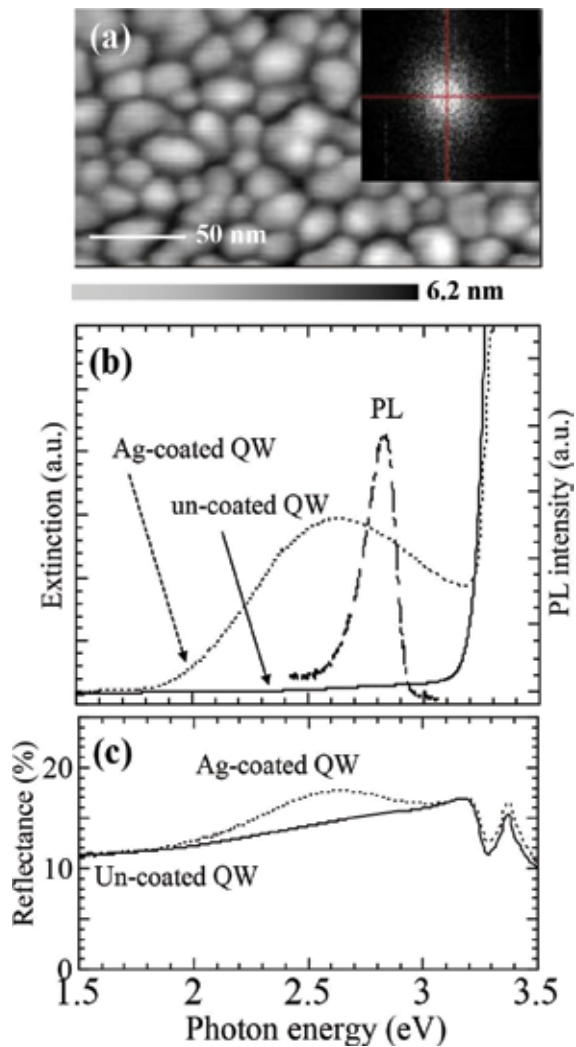 (a)
50 nm
6.2 nm
(b)
PL
Ag-coated QW
un-coated QW
Extinction (a.u.)
PL intensity (a.u.)
(c)
Ag-coated QW
Un-coated QW
Reflectance (%)
20
10
0
1.5 2 2.5 3 3.5
Photon energy (eV)